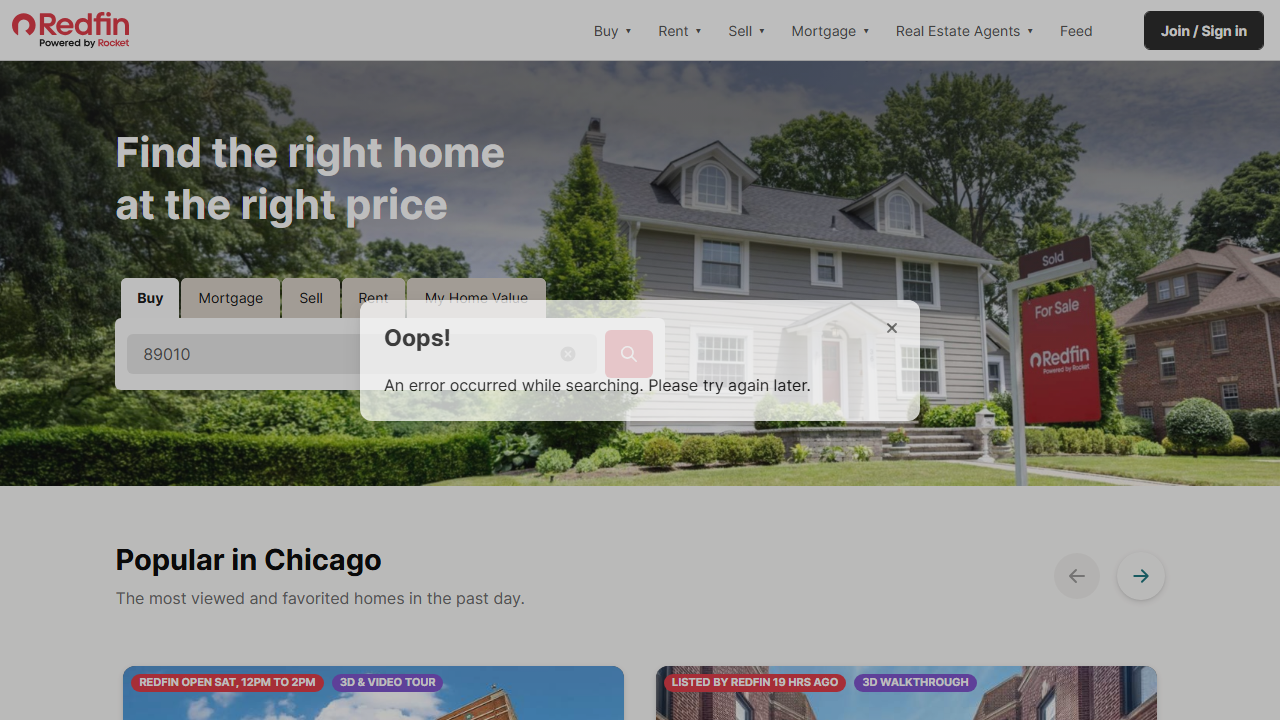 Redfin
Powered by Rocket
Buy ▾ Rent ▾ Sell ▾ Mortgage ▾ Real Estate Agents ▾ Feed Join / Sign in
Find the right home
at the right price
Buy Mortgage Sell Rent My Home Value
89010
Oops!
An error occurred while searching. Please try again later.
Sold
For Sale
Redfin
Powered by Rocket
Popular in Chicago
The most viewed and favorited homes in the past day.
REDFIN OPEN SAT, 12PM TO 2PM 3D & VIDEO TOUR
LISTED BY REDFIN 19 HRS AGO 3D WALKTHROUGH